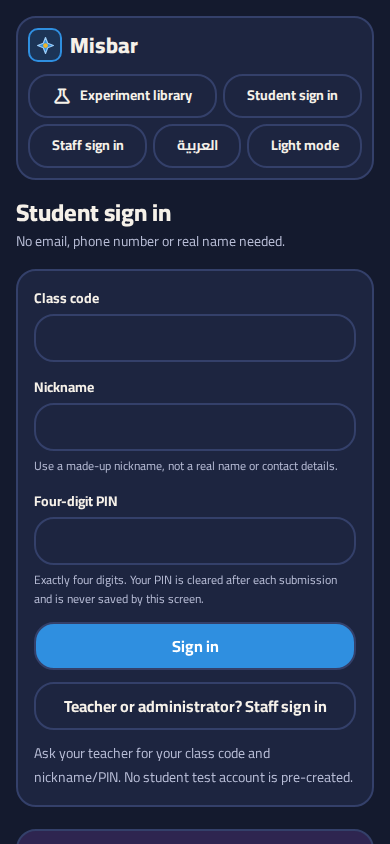 Misbar
Experiment library
Student sign in
Staff sign in
العربية
Light mode
Student sign in
No email, phone number or real name needed.
Class code
Nickname
Use a made-up nickname, not a real name or contact details.
Four-digit PIN
Exactly four digits. Your PIN is cleared after each submission
and is never saved by this screen.
Sign in
Teacher or administrator? Staff sign in
Ask your teacher for your class code and
nickname/PIN. No student test account is pre-created.